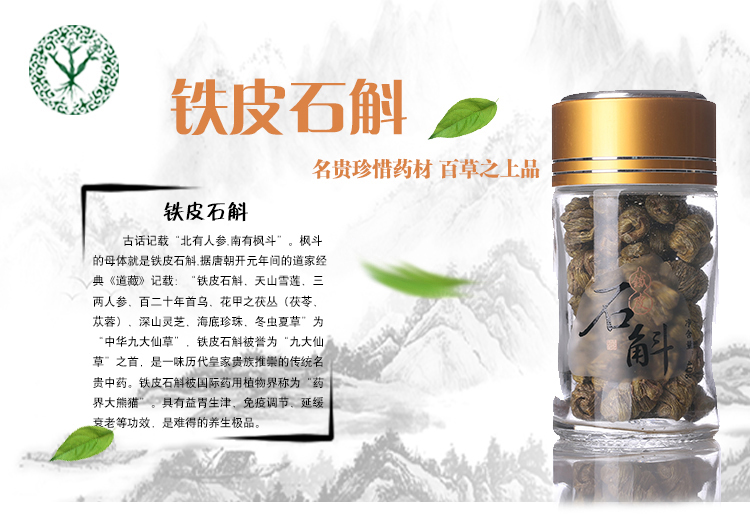 铁皮石斛
名贵珍惜药材 百草之上品
铁皮石斛
古话记载“北有人参,南有枫斗”。枫斗
的母体就是铁皮石斛,据唐朝开元年间的道家经
典《道藏》记载：“铁皮石斛、天山雪莲、三
两人参、百二十年首乌、花甲之茯丛（茯苓、
苁蓉）、深山灵芝、海底珍珠、冬虫夏草”为
“中华九大仙草”，铁皮石斛被誉为“九大仙
草”之首，是一味历代皇家贵族推崇的传统名
贵中药。铁皮石斛被国际药用植物界称为“药
界大熊猫”。具有益胃生津、免疫调节、延缓
衰老等功效，是难得的养生极品。
石斛
净含量